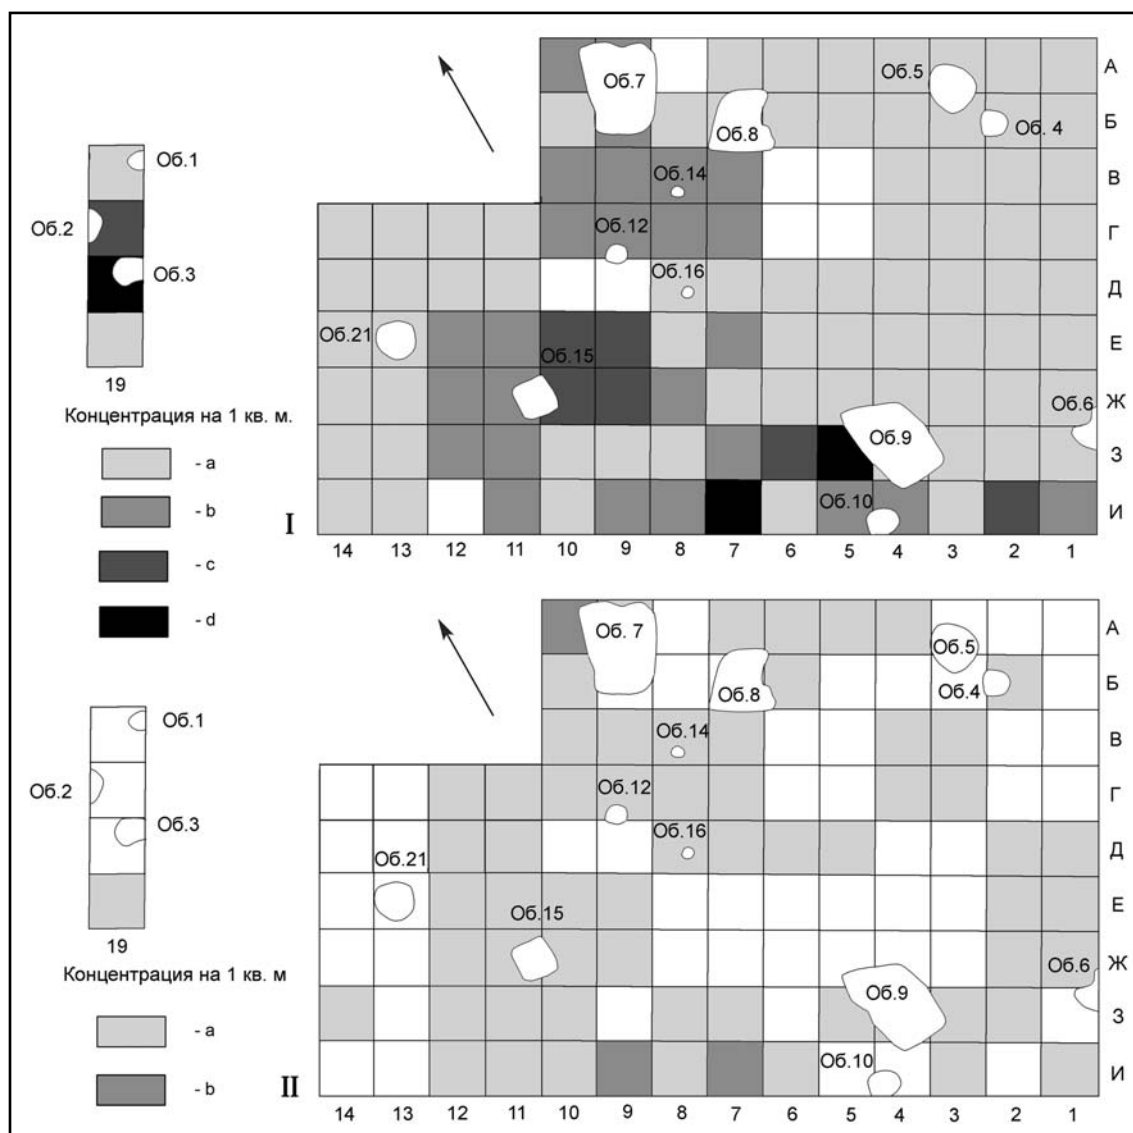 Об.7
Об.5
А
Об.8
Об. 4
Б
Об.1
Об.14
В
Об.2
Об.12
Г
Об.3
Об.16
Д
Об.21
Об.15
Е
19
Концентрация на 1 кв. м.
Об.6
Ж
- a
Об.9
З
- b
Об.10
И
I
14 13 12 11 10 9 8 7 6 5 4 3 2 1
- c
- d
Об. 7
Об.5
А
Об.8
Об.4
Б
Об.1
Об.14
В
Об.2
Об.12
Г
Об.3
Об.16
Д
Об.21
Е
Об.15
19
Концентрация на 1 кв. м
Об.6
Ж
Об.9
З
- a
Об.10
И
- b
II
14 13 12 11 10 9 8 7 6 5 4 3 2 1